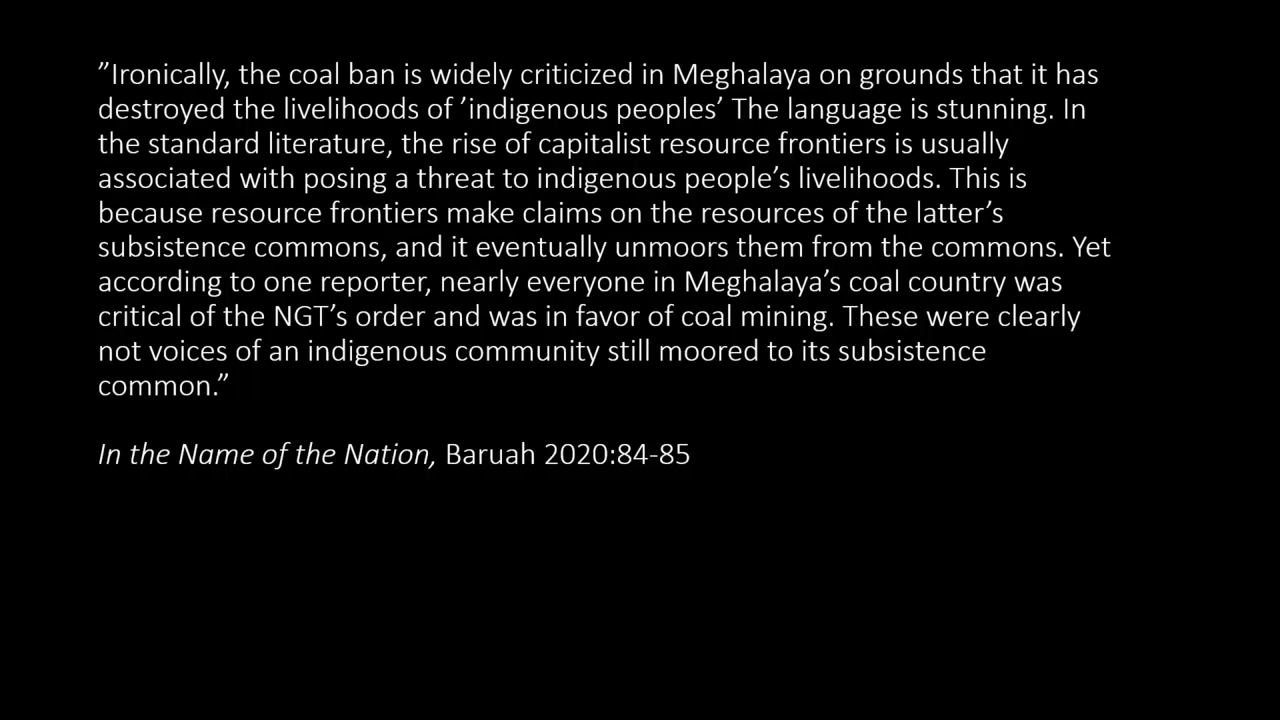 ”Ironically, the coal ban is widely criticized in Meghalaya on grounds that it has
destroyed the livelihoods of ’indigenous peoples’ The language is stunning. In
the standard literature, the rise of capitalist resource frontiers is usually
associated with posing a threat to indigenous people’s livelihoods. This is
because resource frontiers make claims on the resources of the latter’s
subsistence commons, and it eventually unmoors them from the commons. Yet
according to one reporter, nearly everyone in Meghalaya’s coal country was
critical of the NGT’s order and was in favor of coal mining. These were clearly
not voices of an indigenous community still moored to its subsistence
common.”
In the Name of the Nation, Baruah 2020:84-85